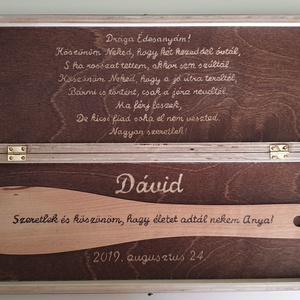 Drága Édesanyám!
Köszönöm Neked, hogy két kezeddel óvtál,
S ha rosszat tettem, akkor sem szidtál.
Köszönöm Neked, hogy a jó útra tereltél,
Bármi is történt, csak a jóra neveltél.
Ma férj leszek,
De kicsi fiad soha el nem veszted.
Nagyon szeretlek!
Dávid
Szeretlek és köszönöm, hogy életet adtál nekem Anya!
2019. augusztus 24.